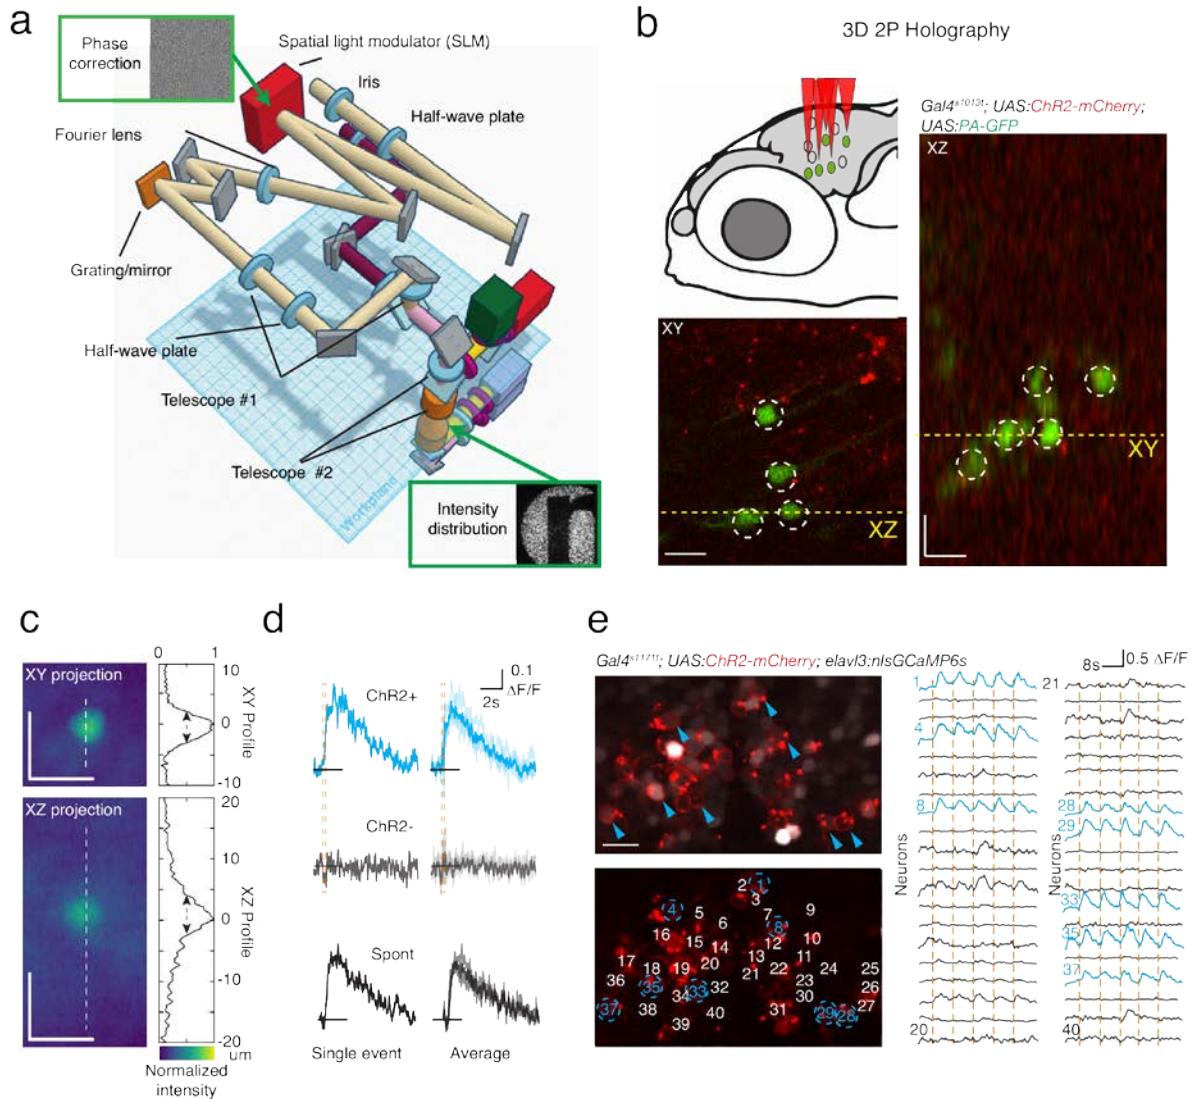 a
Phase
correction
Spatial light modulator (SLM)
Iris
Half-wave plate
Fourier lens
Grating/mirror
Half-wave plate
Telescope #1
Telescope #2
Workplane
Intensity
distribution
b
3D 2P Holography
Gal4s1013t; UAS:ChR2-mCherry;
UAS:PA-GFP
XZ
XY
XY
XZ
c
XY projection
0 1
10
0
-10
XY Profile
XZ projection
20
10
0
-10
-20
XZ Profile
um
Normalized
intensity
d
ChR2+
0.1
ΔF/F
2s
ChR2-
Spont
Single event
Average
e
Gal4s1171t; UAS:ChR2-mCherry; elavl3:nlsGCaMP6s
8s
0.5 ΔF/F
1
4
8
20
Neurons
21
28
29
33
35
37
40
Neurons
2 1
3
4 5 6 7 8 9
16 15 14 12 10
17 18 19 20 13 11
21 22 24 25
36 35 33 32 23 26
37 34 30 27
38 40 31 29 28
39